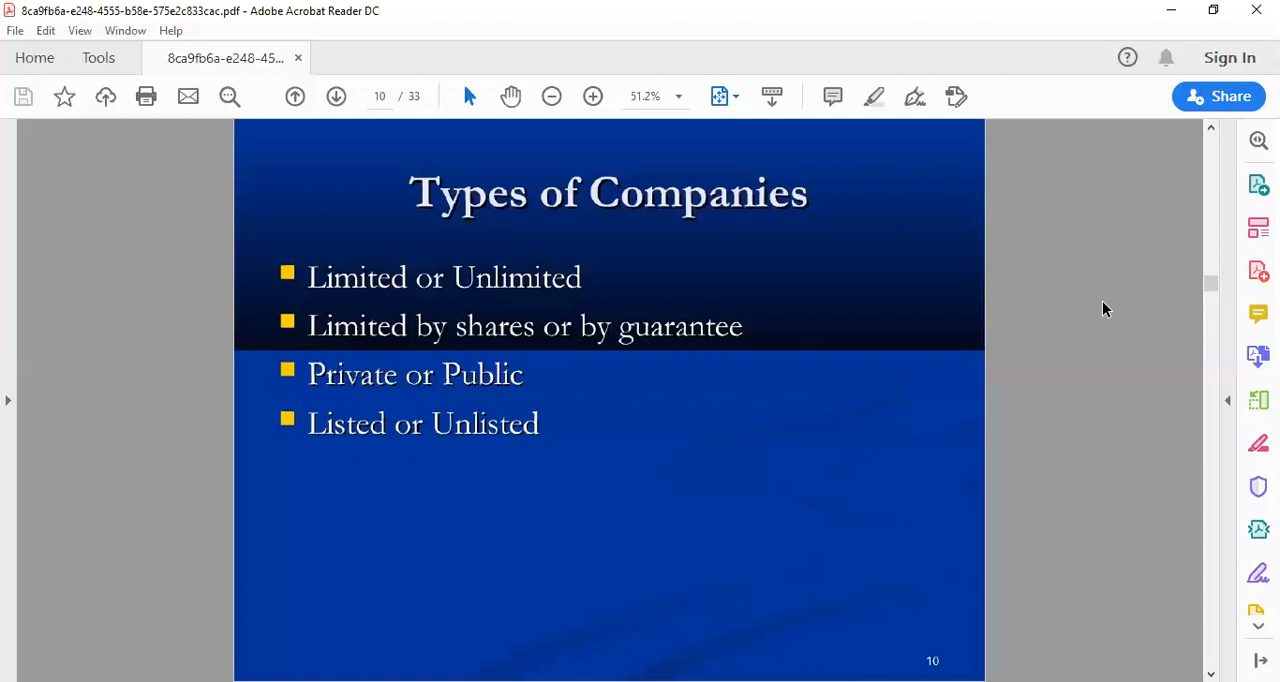 8ca9fb6a-e248-4555-b58e-575e2c833cac.pdf - Adobe Acrobat Reader DC
File Edit View Window Help
Home Tools 8ca9fb6a-e248-45... × Sign In
10 / 33 51.2% Share
Types of Companies
Limited or Unlimited
Limited by shares or by guarantee
Private or Public
Listed or Unlisted
10